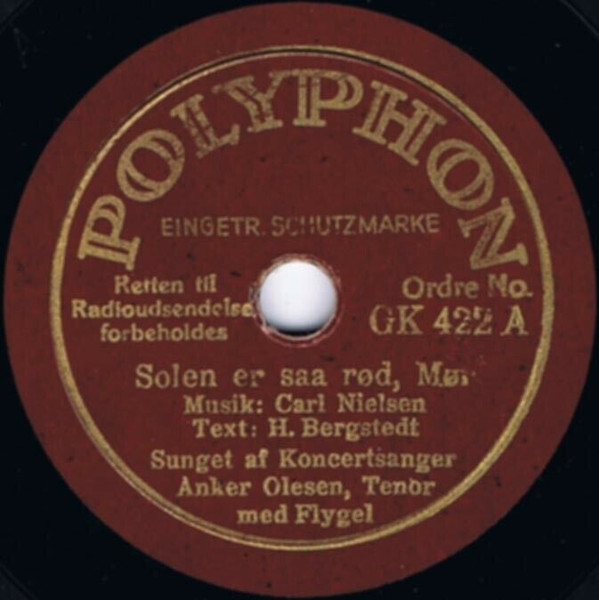 POLYPHON
EINGETR. SCHUTZMARKE
Retten til
Radioudsendelse
forbeholdes
Ordre No.
GK 422 A
Solen er saa rød, Mor
Musik: Carl Nielsen
Text: H. Bergstedt
Sunget af Koncertsanger
Anker Olesen, Tenor
med Flygel